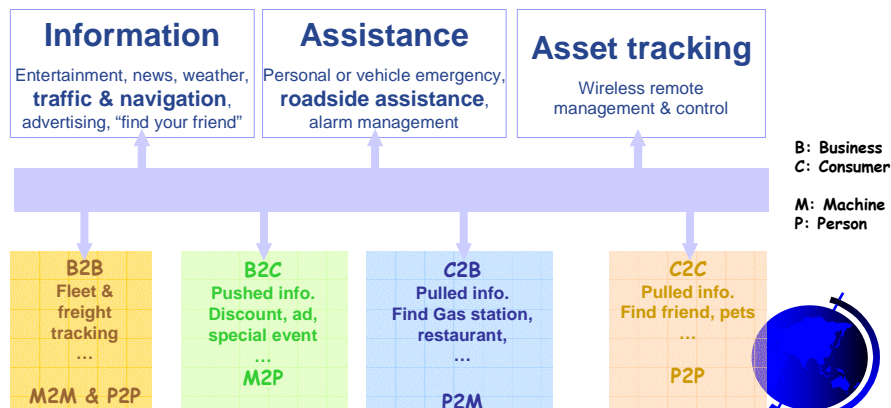 Information
Entertainment, news, weather,
traffic & navigation,
advertising, “find your friend”
Assistance
Personal or vehicle emergency,
roadside assistance,
alarm management
Asset tracking
Wireless remote
management & control
B: Business
C: Consumer
M: Machine
P: Person
B2B
Fleet &
freight
tracking
…
M2M & P2P
B2C
Pushed info.
Discount, ad,
special event
…
M2P
C2B
Pulled info.
Find Gas station,
restaurant,
…
P2M
C2C
Pulled info.
Find friend, pets
…
P2P